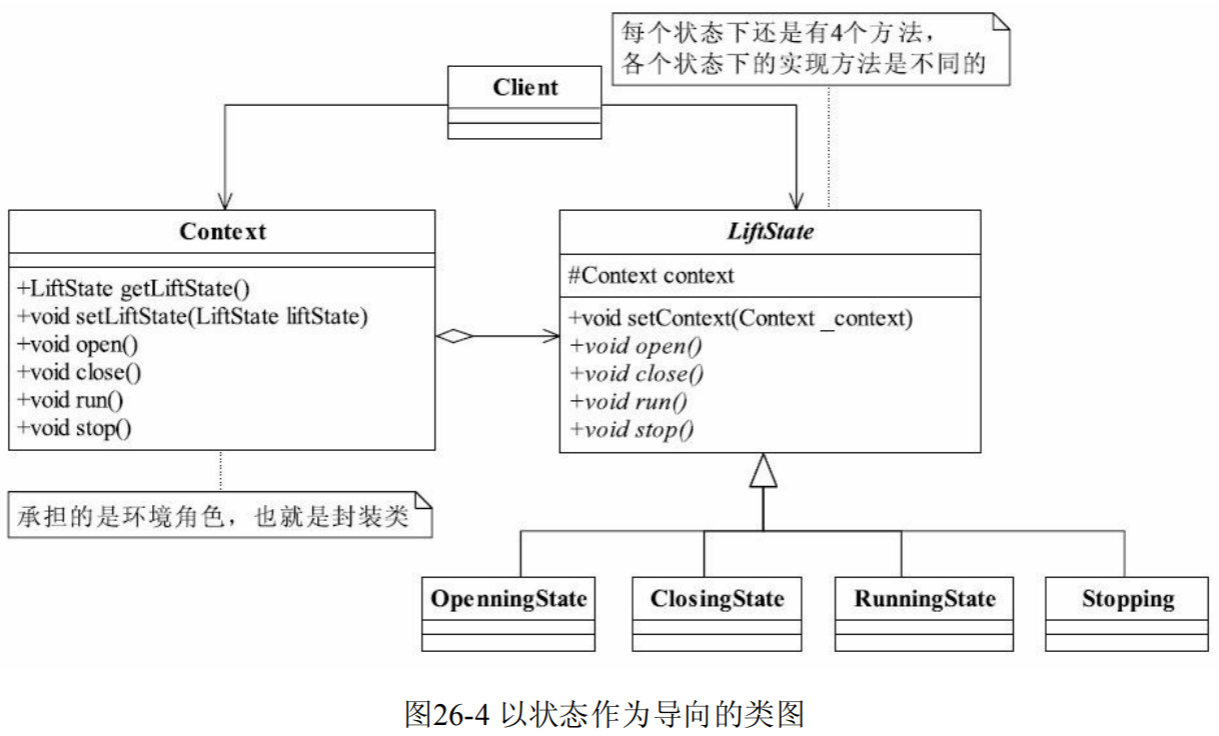 每个状态下还是有4个方法，
各个状态下的实现方法是不同的
Client
Context
+LiftState getLiftState()
+void setLiftState(LiftState liftState)
+void open()
+void close()
+void run()
+void stop()
LiftState
#Context context
+void setContext(Context _context)
+void open()
+void close()
+void run()
+void stop()
承担的是环境角色，也就是封装类
OpenningState
ClosingState
RunningState
Stopping
图26-4 以状态作为导向的类图